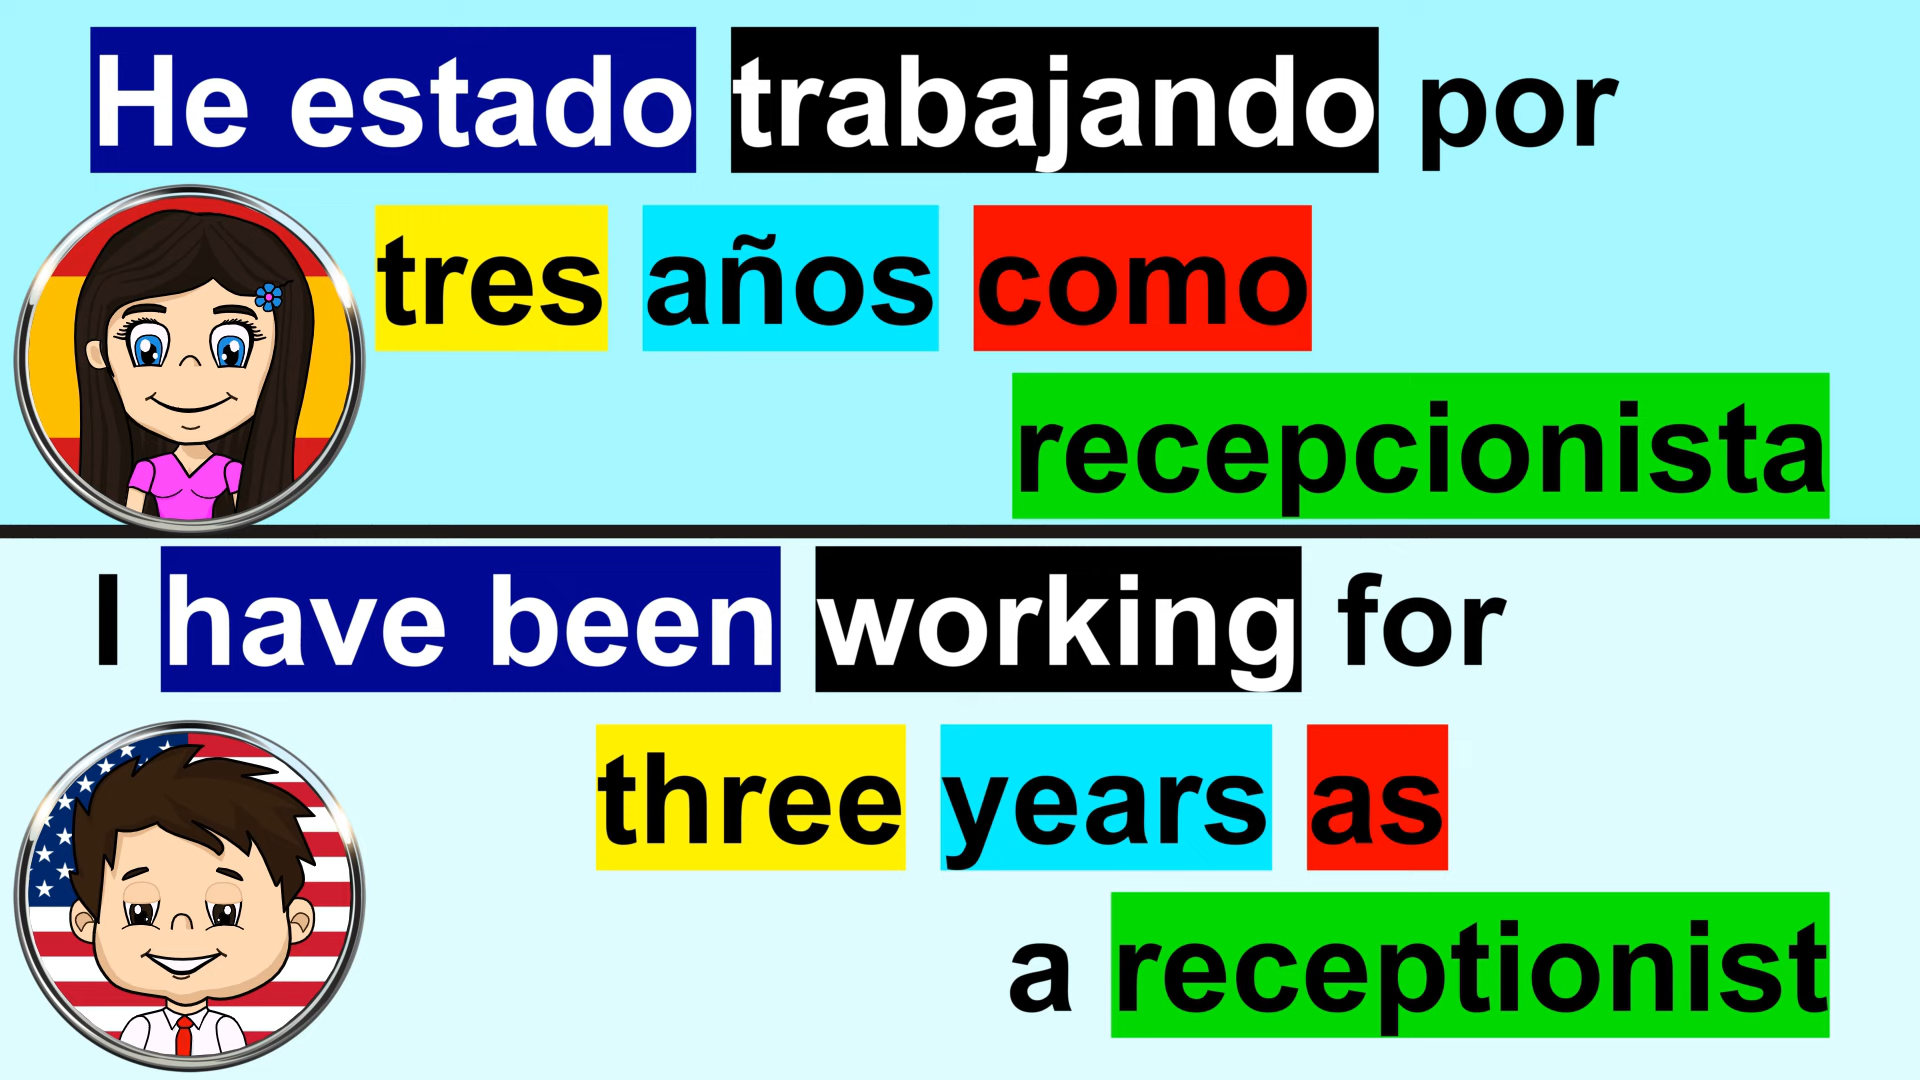 He estado trabajando por
tres años como
recepcionista
I have been working for
three years as
a receptionist